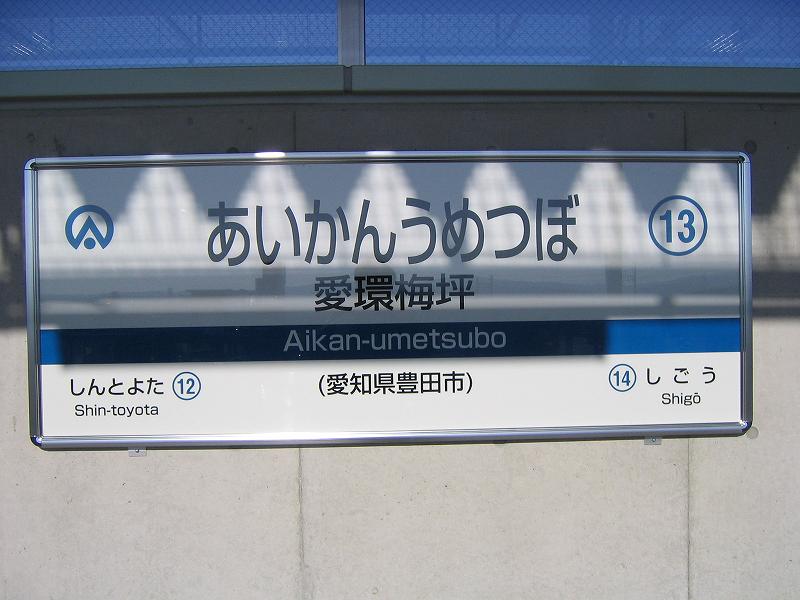 あいかんうめつぼ
13
愛環梅坪
Aikan-umetsubo
しんとよた 12
Shin-toyota
(愛知県豊田市)
14 しごう
Shigō